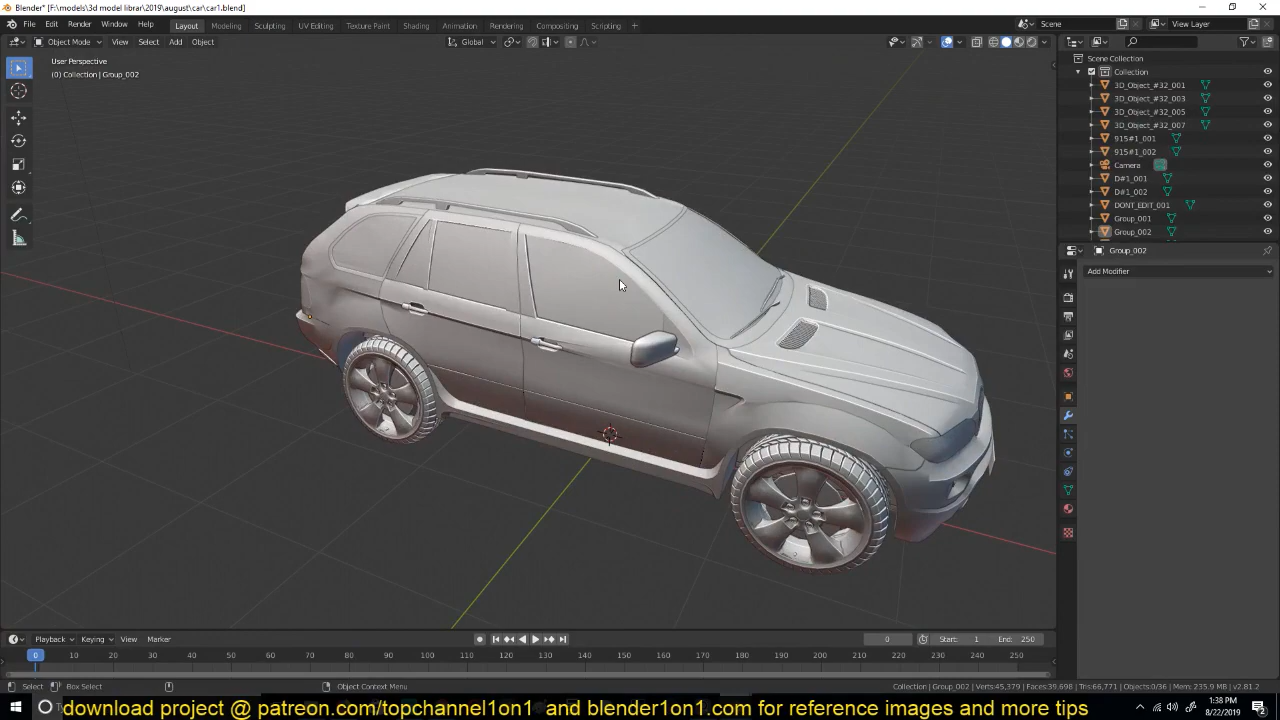 Blender* [F:\models\3d model librar\2019\august\car\car1.blend]
File Edit Render Window Help Layout Modeling Sculpting UV Editing Texture Paint Shading Animation Rendering Compositing Scripting + Scene View Layer
Object Mode View Select Add Object Global
User Perspective
(0) Collection | Group_002
Scene Collection
Collection
3D_Object_#32_001
3D_Object_#32_003
3D_Object_#32_005
3D_Object_#32_007
915#1_001
915#1_002
Camera
D#1_001
D#1_002
DONT_EDIT_001
Group_001
Group_002
Group_002
Add Modifier
Playback Keying View Marker 0 Start: 1 End: 250
0 10 20 30 40 50 60 70 80 90 100 110 120 130 140 150 160 170 180 190 200 210 220 230 240 250
Select Box Select Object Context Menu Collection | Group_002 | Verts:45,379 | Faces:39,698 | Tris:66,771 | Objects:0/36 | Mem: 235.9 MB | v2.81.2
1:38 PM
8/22/2019
download project @ patreon.com/topchannel1on1 and blender1on1.com for reference images and more tips